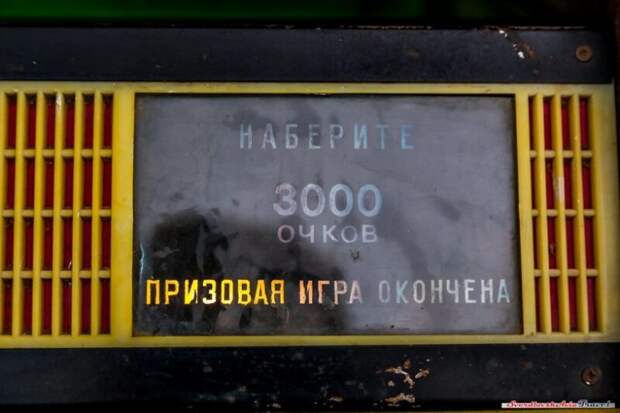 НАБЕРИТЕ
3000
ОЧКОВ
ПРИЗОВАЯ ИГРА ОКОНЧЕНА